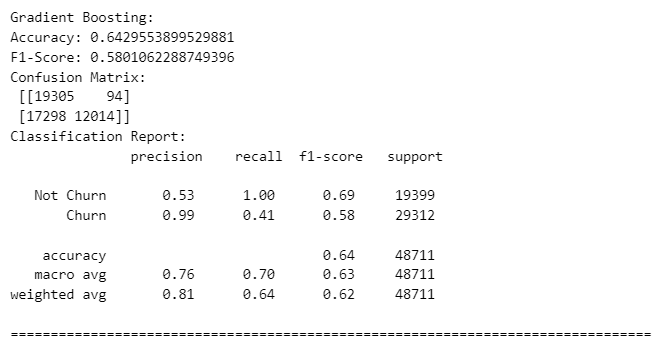 Gradient Boosting:
Accuracy: 0.6429553899529881
F1-Score: 0.5801062288749396
Confusion Matrix:
[[19305 94]
[17298 12014]]
Classification Report:
precision recall f1-score support
Not Churn 0.53 1.00 0.69 19399
Churn 0.99 0.41 0.58 29312
accuracy 0.64 48711
macro avg 0.76 0.70 0.63 48711
weighted avg 0.81 0.64 0.62 48711
================================================================================